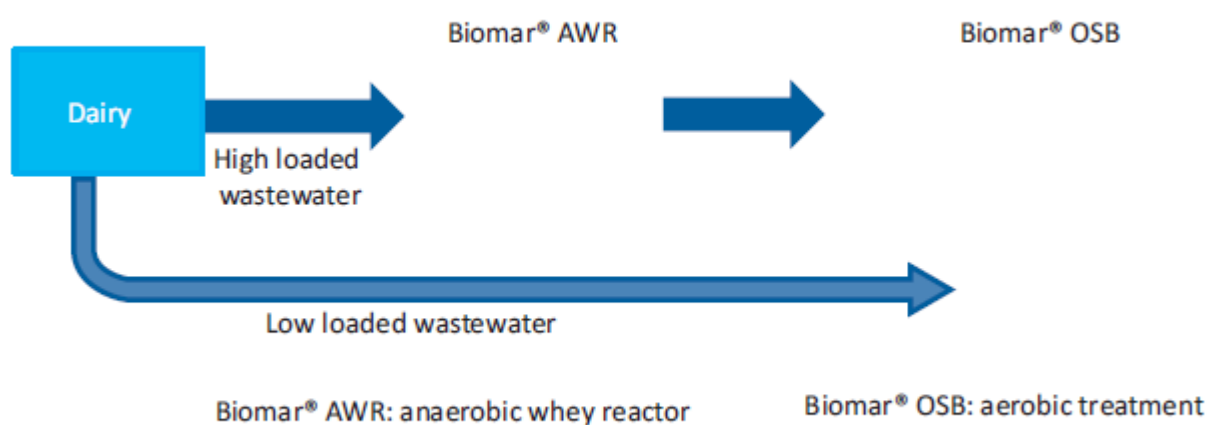 Biomar® AWR
Biomar® OSB
Dairy
High loaded
wastewater
Low loaded wastewater
Biomar® AWR: anaerobic whey reactor
Biomar® OSB: aerobic treatment